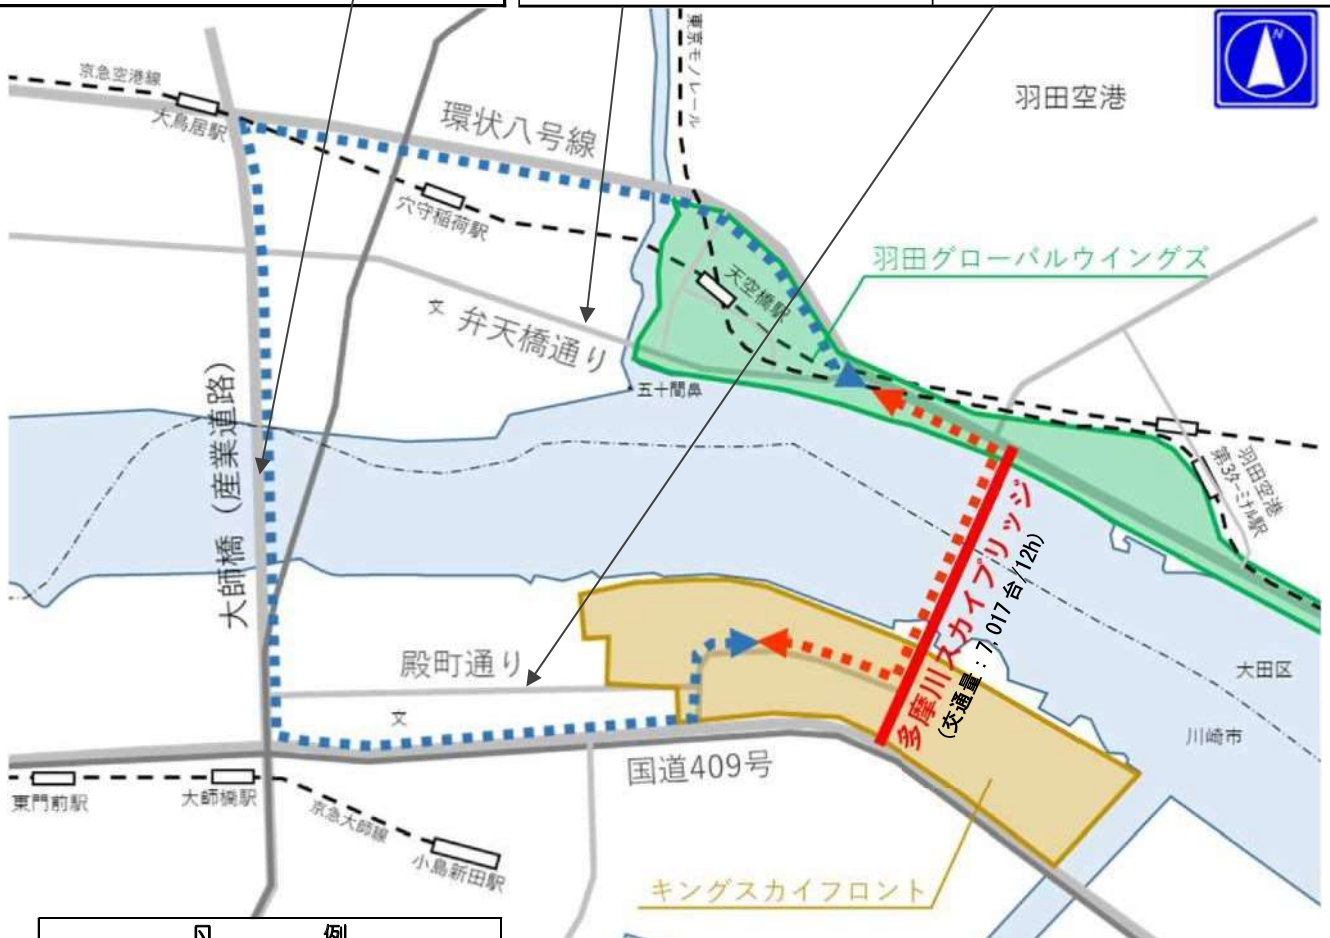 N
東京モノレール
羽田空港
京急空港線
大鳥居駅
環状八号線
穴守稲荷駅
羽田グローバルウイングズ
天空橋駅
文
弁天橋通り
五十間鼻
大師橋(産業道路)
羽田空港
第3ターミナル駅
多摩川スカイブリッジ
(交通量:7,017台/12h)
殿町通り
文
大田区
川崎市
国道409号
東門前駅
大師橋駅
京急大師線
小島新田駅
キングスカイフロント